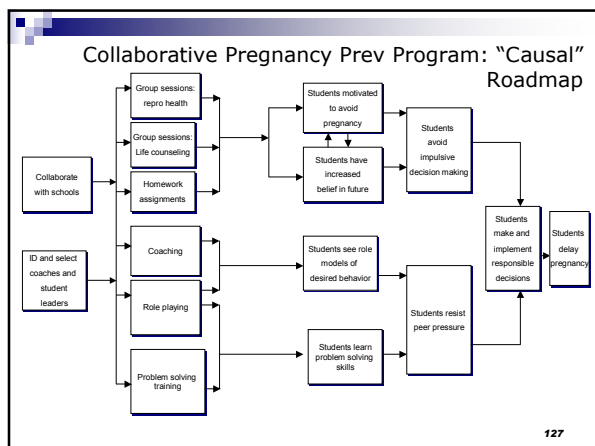 Collaborative Pregnancy Prev Program: “Causal”
Roadmap
Group sessions:
repro health
Group sessions:
Life counseling
Homework
assignments
Collaborate
with schools
ID and select
coaches and
student
leaders
Coaching
Role playing
Problem solving
training
Students motivated
to avoid
pregnancy
Students have
increased
belief in future
Students see role
models of
desired behavior
Students learn
problem solving
skills
Students
avoid
impulsive
decision making
Students
resist
peer pressure
Students
make and
implement
responsible
decisions
Students
delay
pregnancy
127